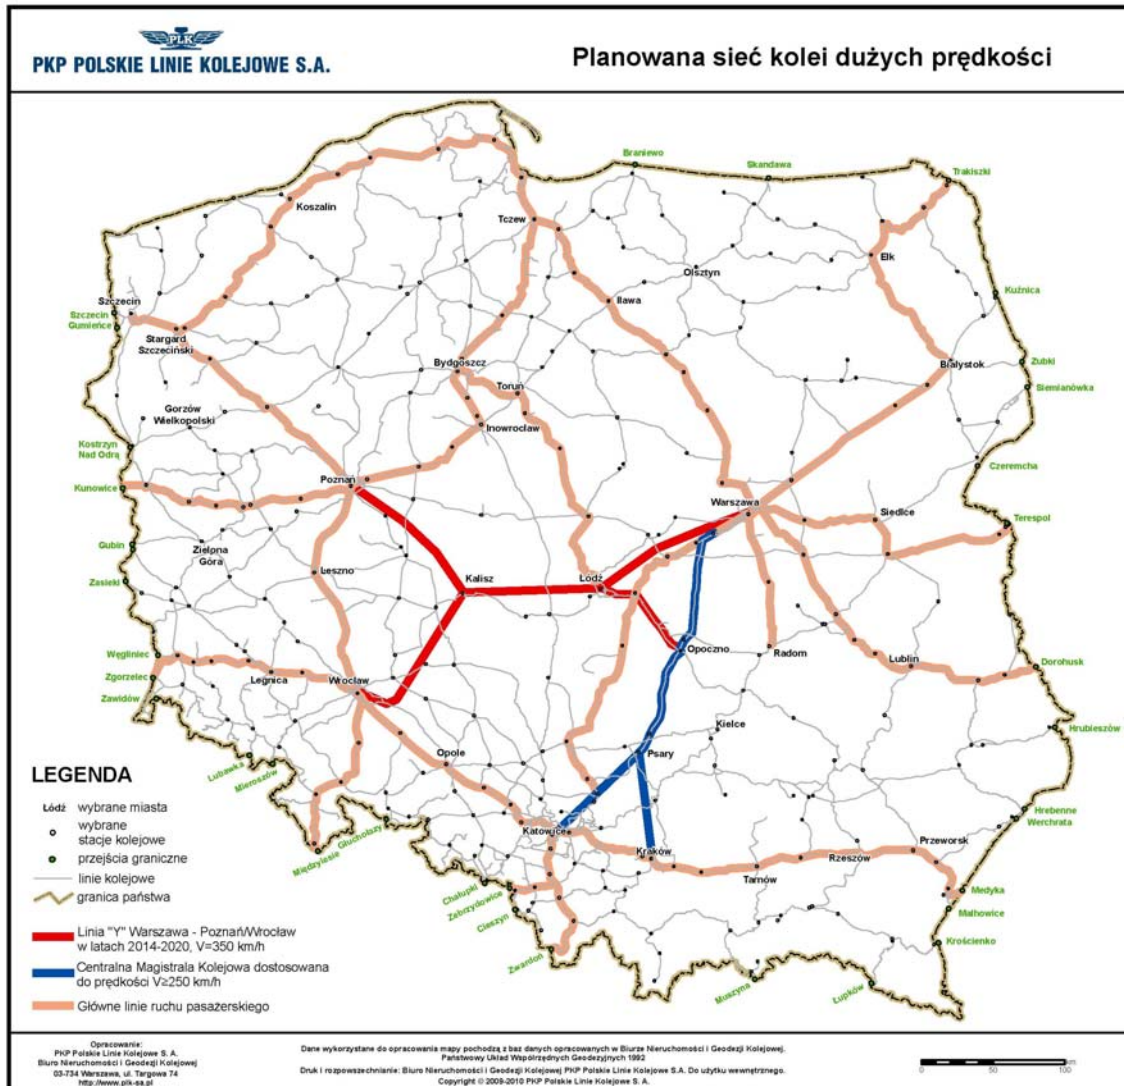 PLK
PKP POLSKIE LINIE KOLEJOWE S.A.
Planowana sieć kolei dużych prędkości
Braniewo
Skandawa
Trakiszki
Koszalin
Tczew
Olsztyn
Ełk
Iława
Kuźnica
Szczecin
Szczecin
Gumieńce
Stargard
Szczeciński
Bydgoszcz
Toruń
Białystok
Zubki
Siemianówka
Gorzów
Wielkopolski
Inowrocław
Kostrzyn
Nad Odrą
Czeremcha
Kunowice
Poznań
Warszawa
Siedlce
Terespol
Gubin
Zielona
Góra
Leszno
Kalisz
Łódź
Zasieki
Opoczno
Radom
Lublin
Dorohusk
Węgliniec
Zgorzelec
Zawidów
Legnica
Wrocław
Kielce
Hrubieszów
Lubawka
Mieroszów
Opole
Psary
Międzylesie
Głuchołazy
Katowice
Kraków
Tarnów
Rzeszów
Przeworsk
Hrebenne
Werchrata
Chałupki
Zebrzydowice
Cieszyn
Zwardoń
Medyka
Malhowice
Krościenko
Muszyna
Łupków
LEGENDA
Łódź wybrane miasta
wybrane
stacje kolejowe
przejścia graniczne
linie kolejowe
granica państwa
Linia "Y" Warszawa - Poznań/Wrocław
w latach 2014-2020, V=350 km/h
Centralna Magistrala Kolejowa dostosowana
do prędkości V≥250 km/h
Główne linie ruchu pasażerskiego
Opracowanie:
PKP Polskie Linie Kolejowe S. A.
Biuro Nieruchomości i Geodezji Kolejowej
03-734 Warszawa, ul. Targowa 74
http://www.plk-sa.pl
Dane wykorzystane do opracowania mapy pochodzą z baz danych opracowanych w Biurze Nieruchomości i Geodezji Kolejowej.
Państwowy Układ Współrzędnych Geodezyjnych 1992
Druk i rozpowszechnianie: Biuro Nieruchomości i Geodezji Kolejowej PKP Polskie Linie Kolejowe S.A. Do użytku wewnętrznego.
Copyright © 2009-2010 PKP Polskie Linie Kolejowe S. A.
0 50 100
km